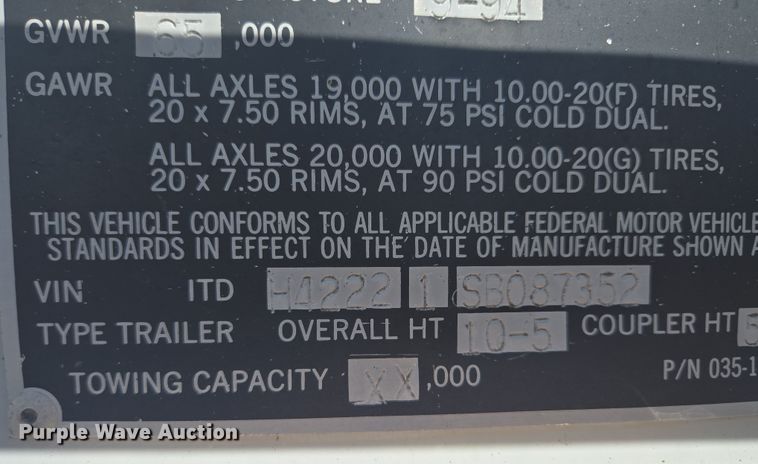 9-94
GVWR 65,000
GAWR ALL AXLES 19,000 WITH 10.00-20(F) TIRES,
20 x 7.50 RIMS, AT 75 PSI COLD DUAL.
ALL AXLES 20,000 WITH 10.00-20(G) TIRES,
20 x 7.50 RIMS, AT 90 PSI COLD DUAL.
THIS VEHICLE CONFORMS TO ALL APPLICABLE FEDERAL MOTOR VEHICLE
STANDARDS IN EFFECT ON THE DATE OF MANUFACTURE SHOWN A
VIN ITD H4222 1 SB087352
TYPE TRAILER OVERALL HT 10-5 COUPLER HT 5
TOWING CAPACITY XX,000 P/N 035-1
Purple Wave Auction